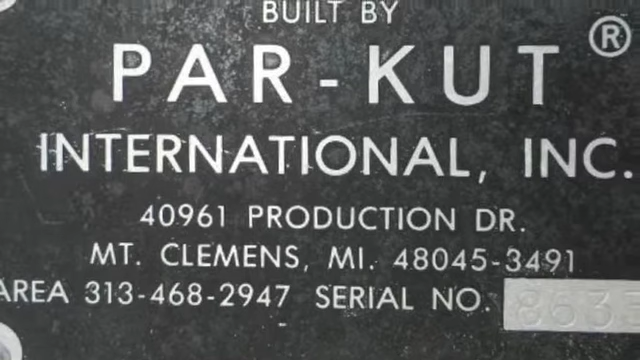 BUILT BY
PAR-KUT®
INTERNATIONAL, INC.
40961 PRODUCTION DR.
MT. CLEMENS, MI. 48045-3491
AREA 313-468-2947 SERIAL NO.